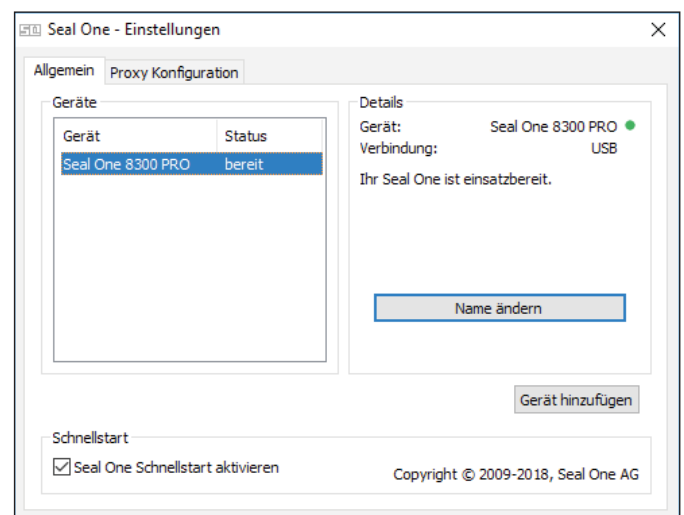 Seal One - Einstellungen
Allgemein Proxy Konfiguration
Geräte
Gerät Status
Seal One 8300 PRO bereit
Details
Gerät: Seal One 8300 PRO
Verbindung: USB
Ihr Seal One ist einsatzbereit.
Name ändern
Gerät hinzufügen
Schnellstart
Seal One Schnellstart aktivieren
Copyright © 2009-2018, Seal One AG